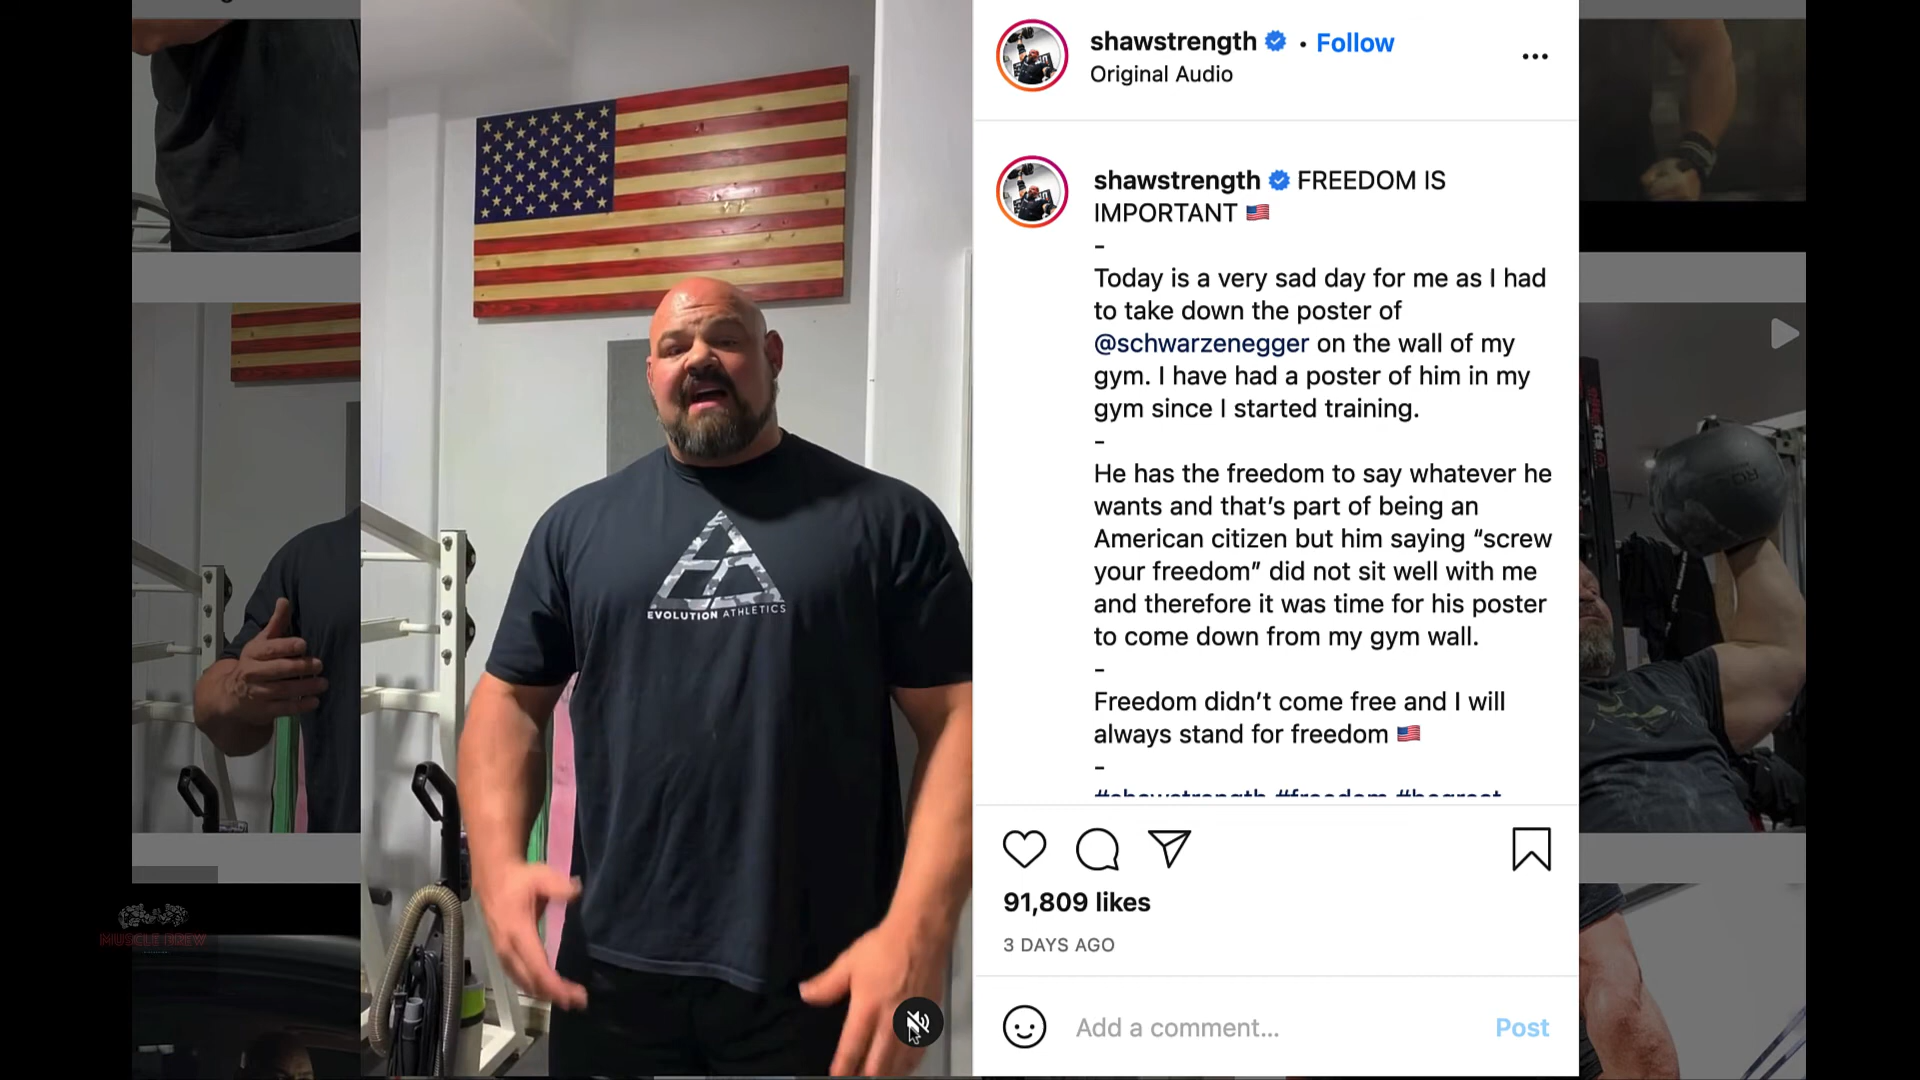 shawstrength • Follow
Original Audio
shawstrength FREEDOM IS
IMPORTANT 🇺🇸
-
Today is a very sad day for me as I had
to take down the poster of
@schwarzenegger on the wall of my
gym. I have had a poster of him in my
gym since I started training.
-
He has the freedom to say whatever he
wants and that’s part of being an
American citizen but him saying “screw
your freedom” did not sit well with me
and therefore it was time for his poster
to come down from my gym wall.
-
Freedom didn’t come free and I will
always stand for freedom 🇺🇸
-
#shawstrength #freedom #begreat
91,809 likes
3 DAYS AGO
Add a comment...
Post
EVOLUTION ATHLETICS
MUSCLE BREW